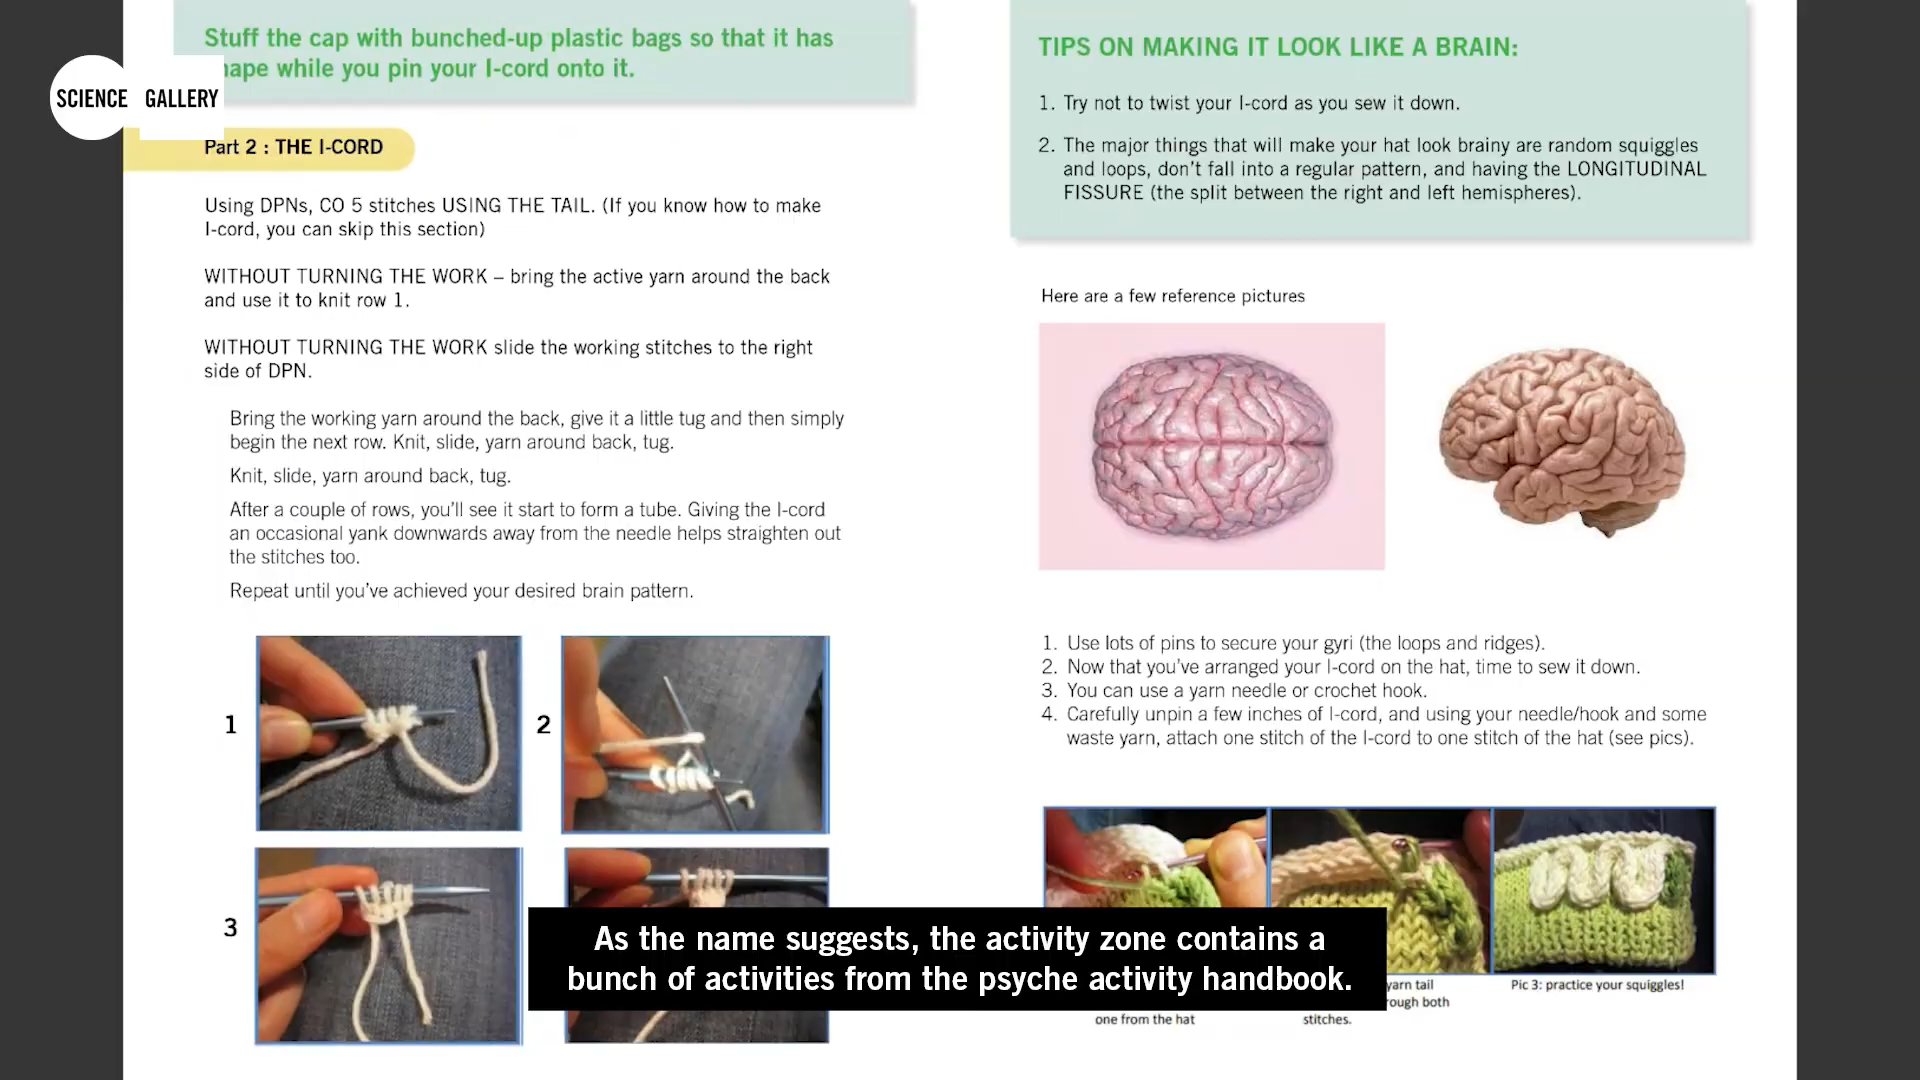 Stuff the cap with bunched-up plastic bags so that it has
hape while you pin your I-cord onto it.
SCIENCE GALLERY
Part 2 : THE I-CORD
Using DPNs, CO 5 stitches USING THE TAIL. (If you know how to make
I-cord, you can skip this section)
WITHOUT TURNING THE WORK – bring the active yarn around the back
and use it to knit row 1.
WITHOUT TURNING THE WORK slide the working stitches to the right
side of DPN.
Bring the working yarn around the back, give it a little tug and then simply
begin the next row. Knit, slide, yarn around back, tug.
Knit, slide, yarn around back, tug.
After a couple of rows, you'll see it start to form a tube. Giving the I-cord
an occasional yank downwards away from the needle helps straighten out
the stitches too.
Repeat until you've achieved your desired brain pattern.
1
2
3
TIPS ON MAKING IT LOOK LIKE A BRAIN:
1. Try not to twist your I-cord as you sew it down.
2. The major things that will make your hat look brainy are random squiggles
and loops, don't fall into a regular pattern, and having the LONGITUDINAL
FISSURE (the split between the right and left hemispheres).
Here are a few reference pictures
1. Use lots of pins to secure your gyri (the loops and ridges).
2. Now that you've arranged your I-cord on the hat, time to sew it down.
3. You can use a yarn needle or crochet hook.
4. Carefully unpin a few inches of I-cord, and using your needle/hook and some
waste yarn, attach one stitch of the I-cord to one stitch of the hat (see pics).
one from the hat
yarn tail
rough both
stitches.
Pic 3: practice your squiggles!
As the name suggests, the activity zone contains a
bunch of activities from the psyche activity handbook.